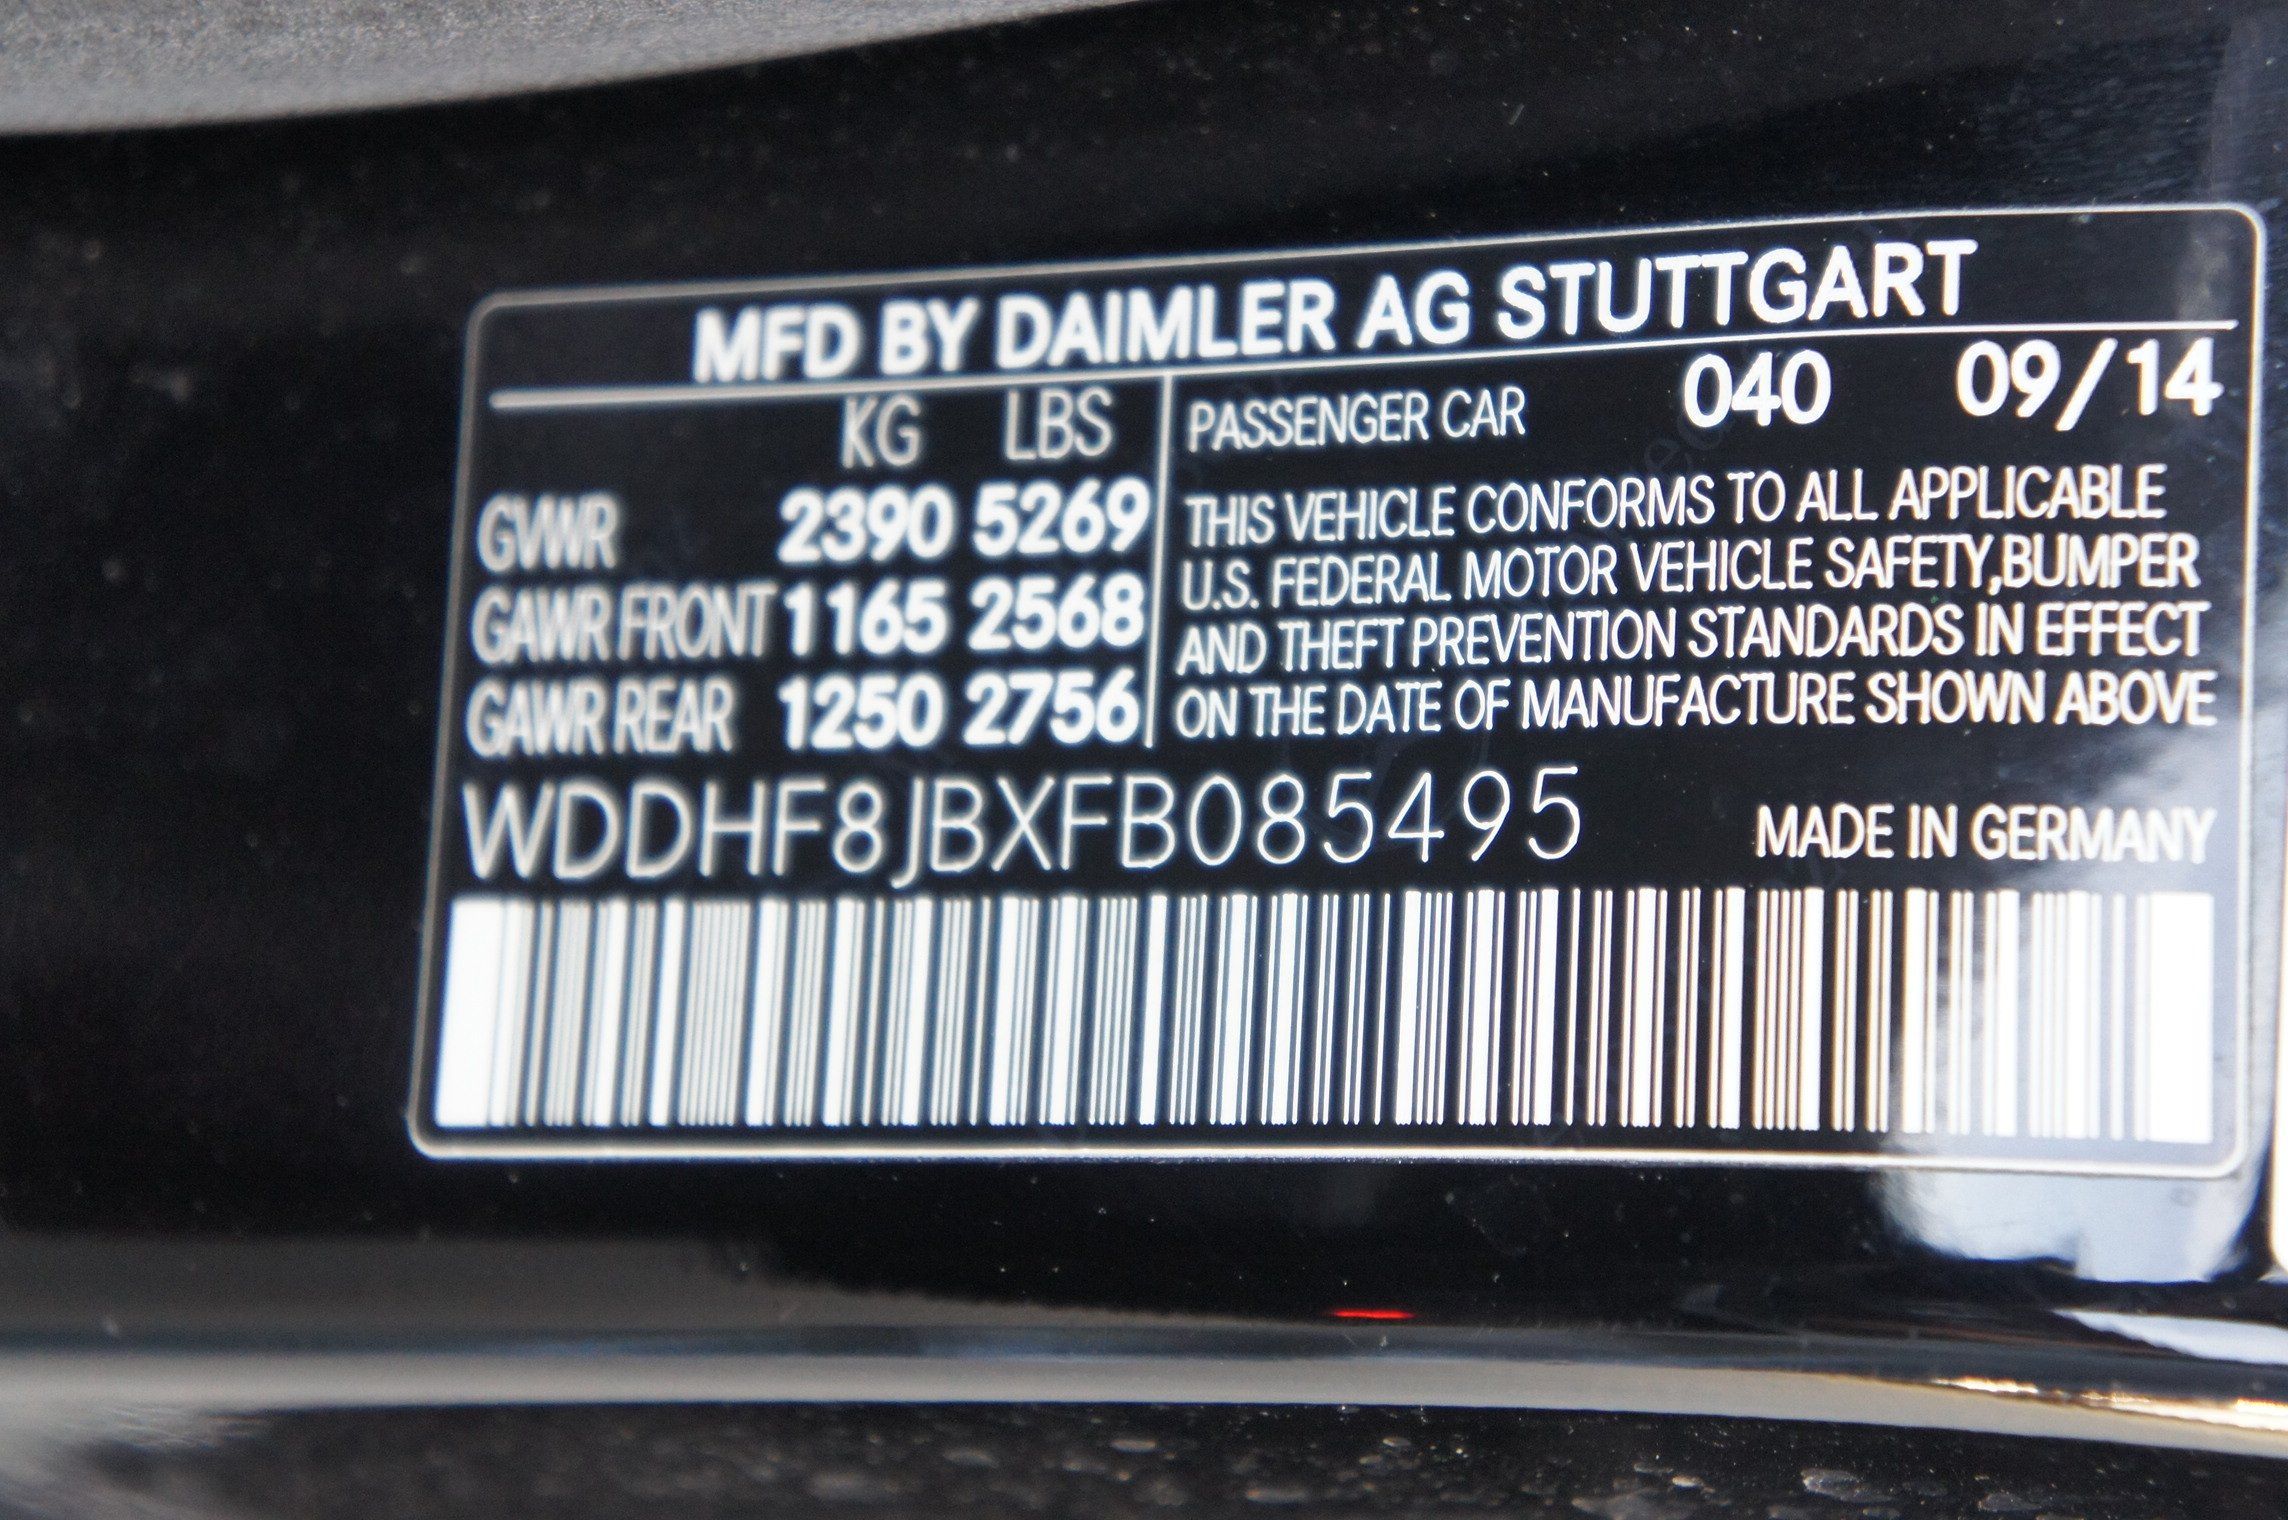 MFD BY DAIMLER AG STUTTGART
KG LBS
GVWR 2390 5269
GAWR FRONT 1165 2568
GAWR REAR 1250 2756
PASSENGER CAR 040 09/14
THIS VEHICLE CONFORMS TO ALL APPLICABLE
U.S. FEDERAL MOTOR VEHICLE SAFETY,BUMPER
AND THEFT PREVENTION STANDARDS IN EFFECT
ON THE DATE OF MANUFACTURE SHOWN ABOVE
WDDHF8JBXFB085495
MADE IN GERMANY